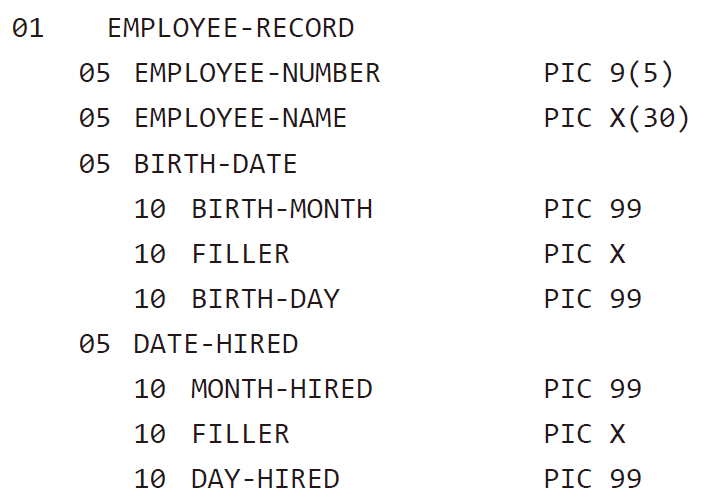 01 EMPLOYEE-RECORD
05 EMPLOYEE-NUMBER PIC 9(5)
05 EMPLOYEE-NAME PIC X(30)
05 BIRTH-DATE
10 BIRTH-MONTH PIC 99
10 FILLER PIC X
10 BIRTH-DAY PIC 99
05 DATE-HIRED
10 MONTH-HIRED PIC 99
10 FILLER PIC X
10 DAY-HIRED PIC 99